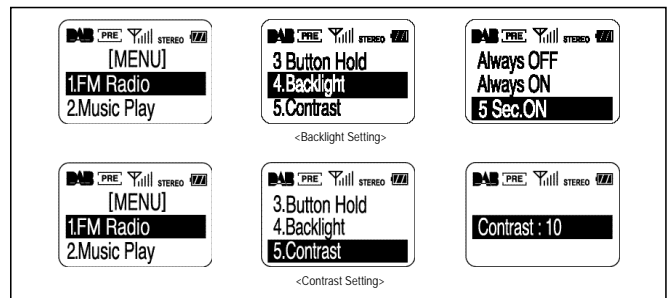 DAB PRE STEREO
[MENU]
1.FM Radio
2.Music Play
DAB PRE STEREO
3 Button Hold
4.Backlight
5.Contrast
DAB PRE STEREO
Always OFF
Always ON
5 Sec.ON
<Backlight Setting>
DAB PRE STEREO
[MENU]
1.FM Radio
2.Music Play
DAB PRE STEREO
3.Button Hold
4.Backlight
5.Contrast
DAB PRE STEREO
Contrast : 10
<Contrast Setting>